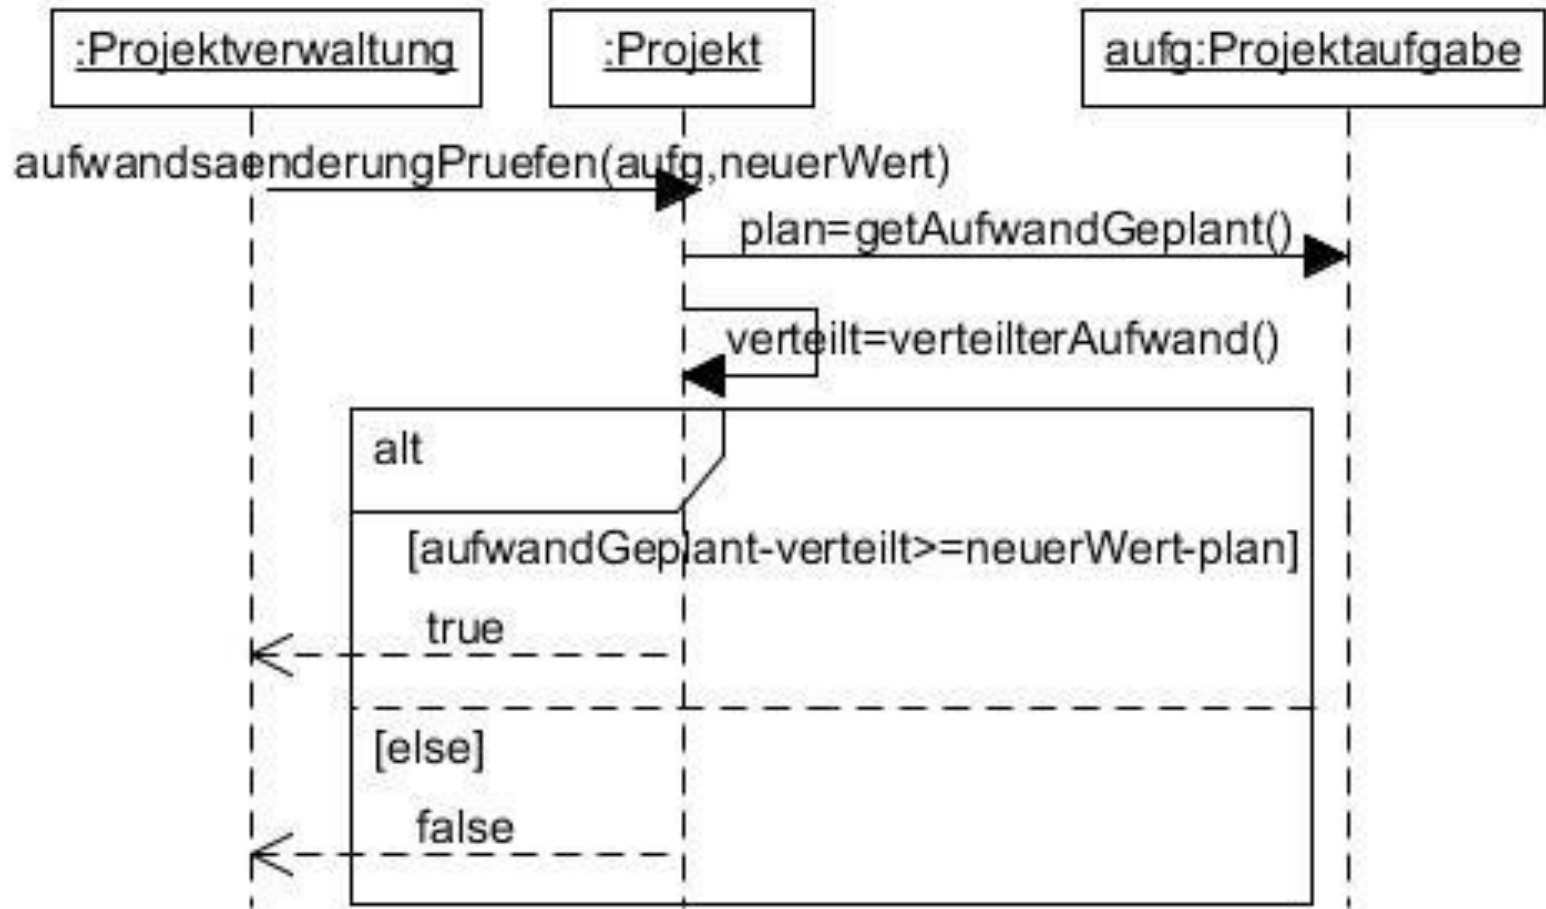 :Projektverwaltung
:Projekt
aufg:Projektaufgabe
aufwandsaenderungPruefen(aufg,neuerWert)
plan=getAufwandGeplant()
verteilt=verteilterAufwand()
alt
[aufwandGeplant-verteilt>=neuerWert-plan]
true
[else]
false